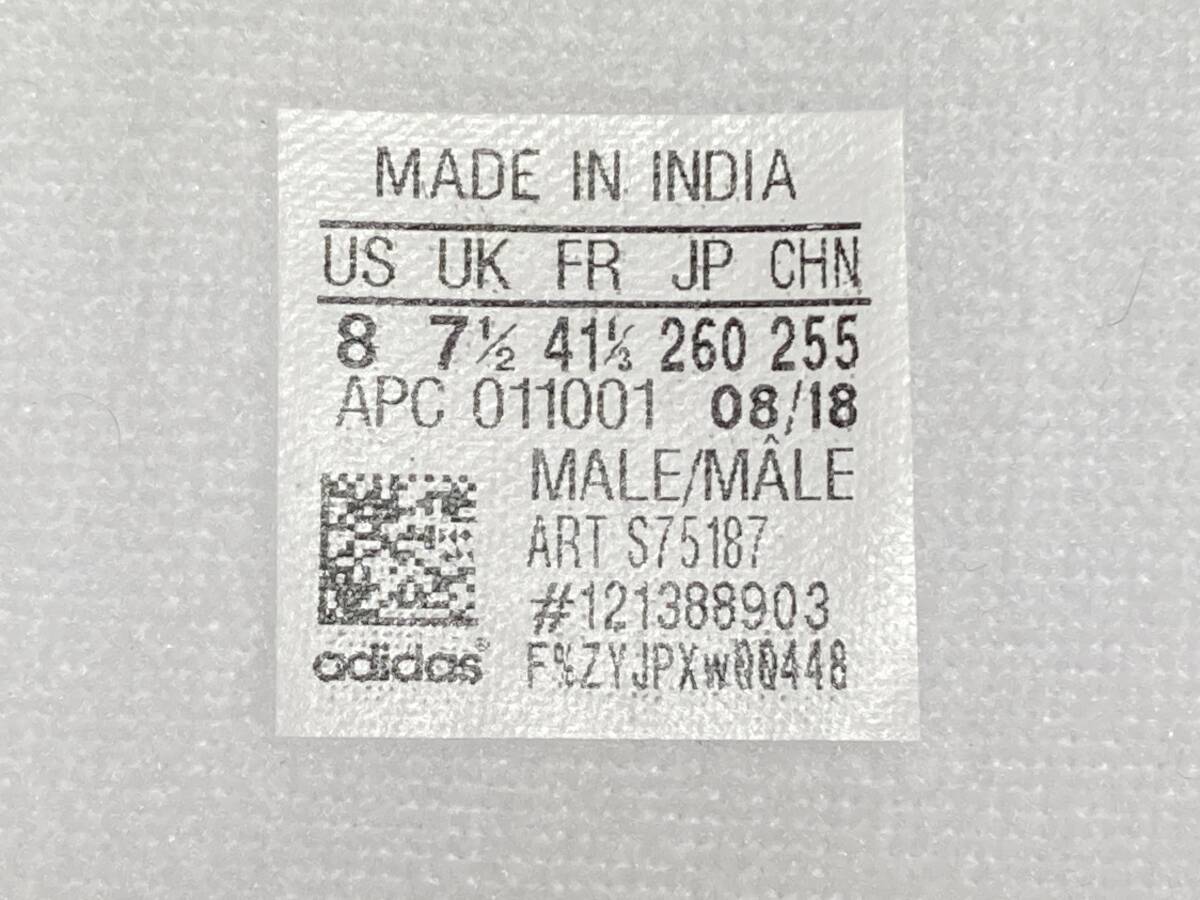 MADE IN INDIA
US UK FR JP CHN
8 7½ 41⅓ 260 255
APC 011001 08/18
MALE/MÂLE
ART S75187
#121388903
F%ZYJPXW00448
adidas®